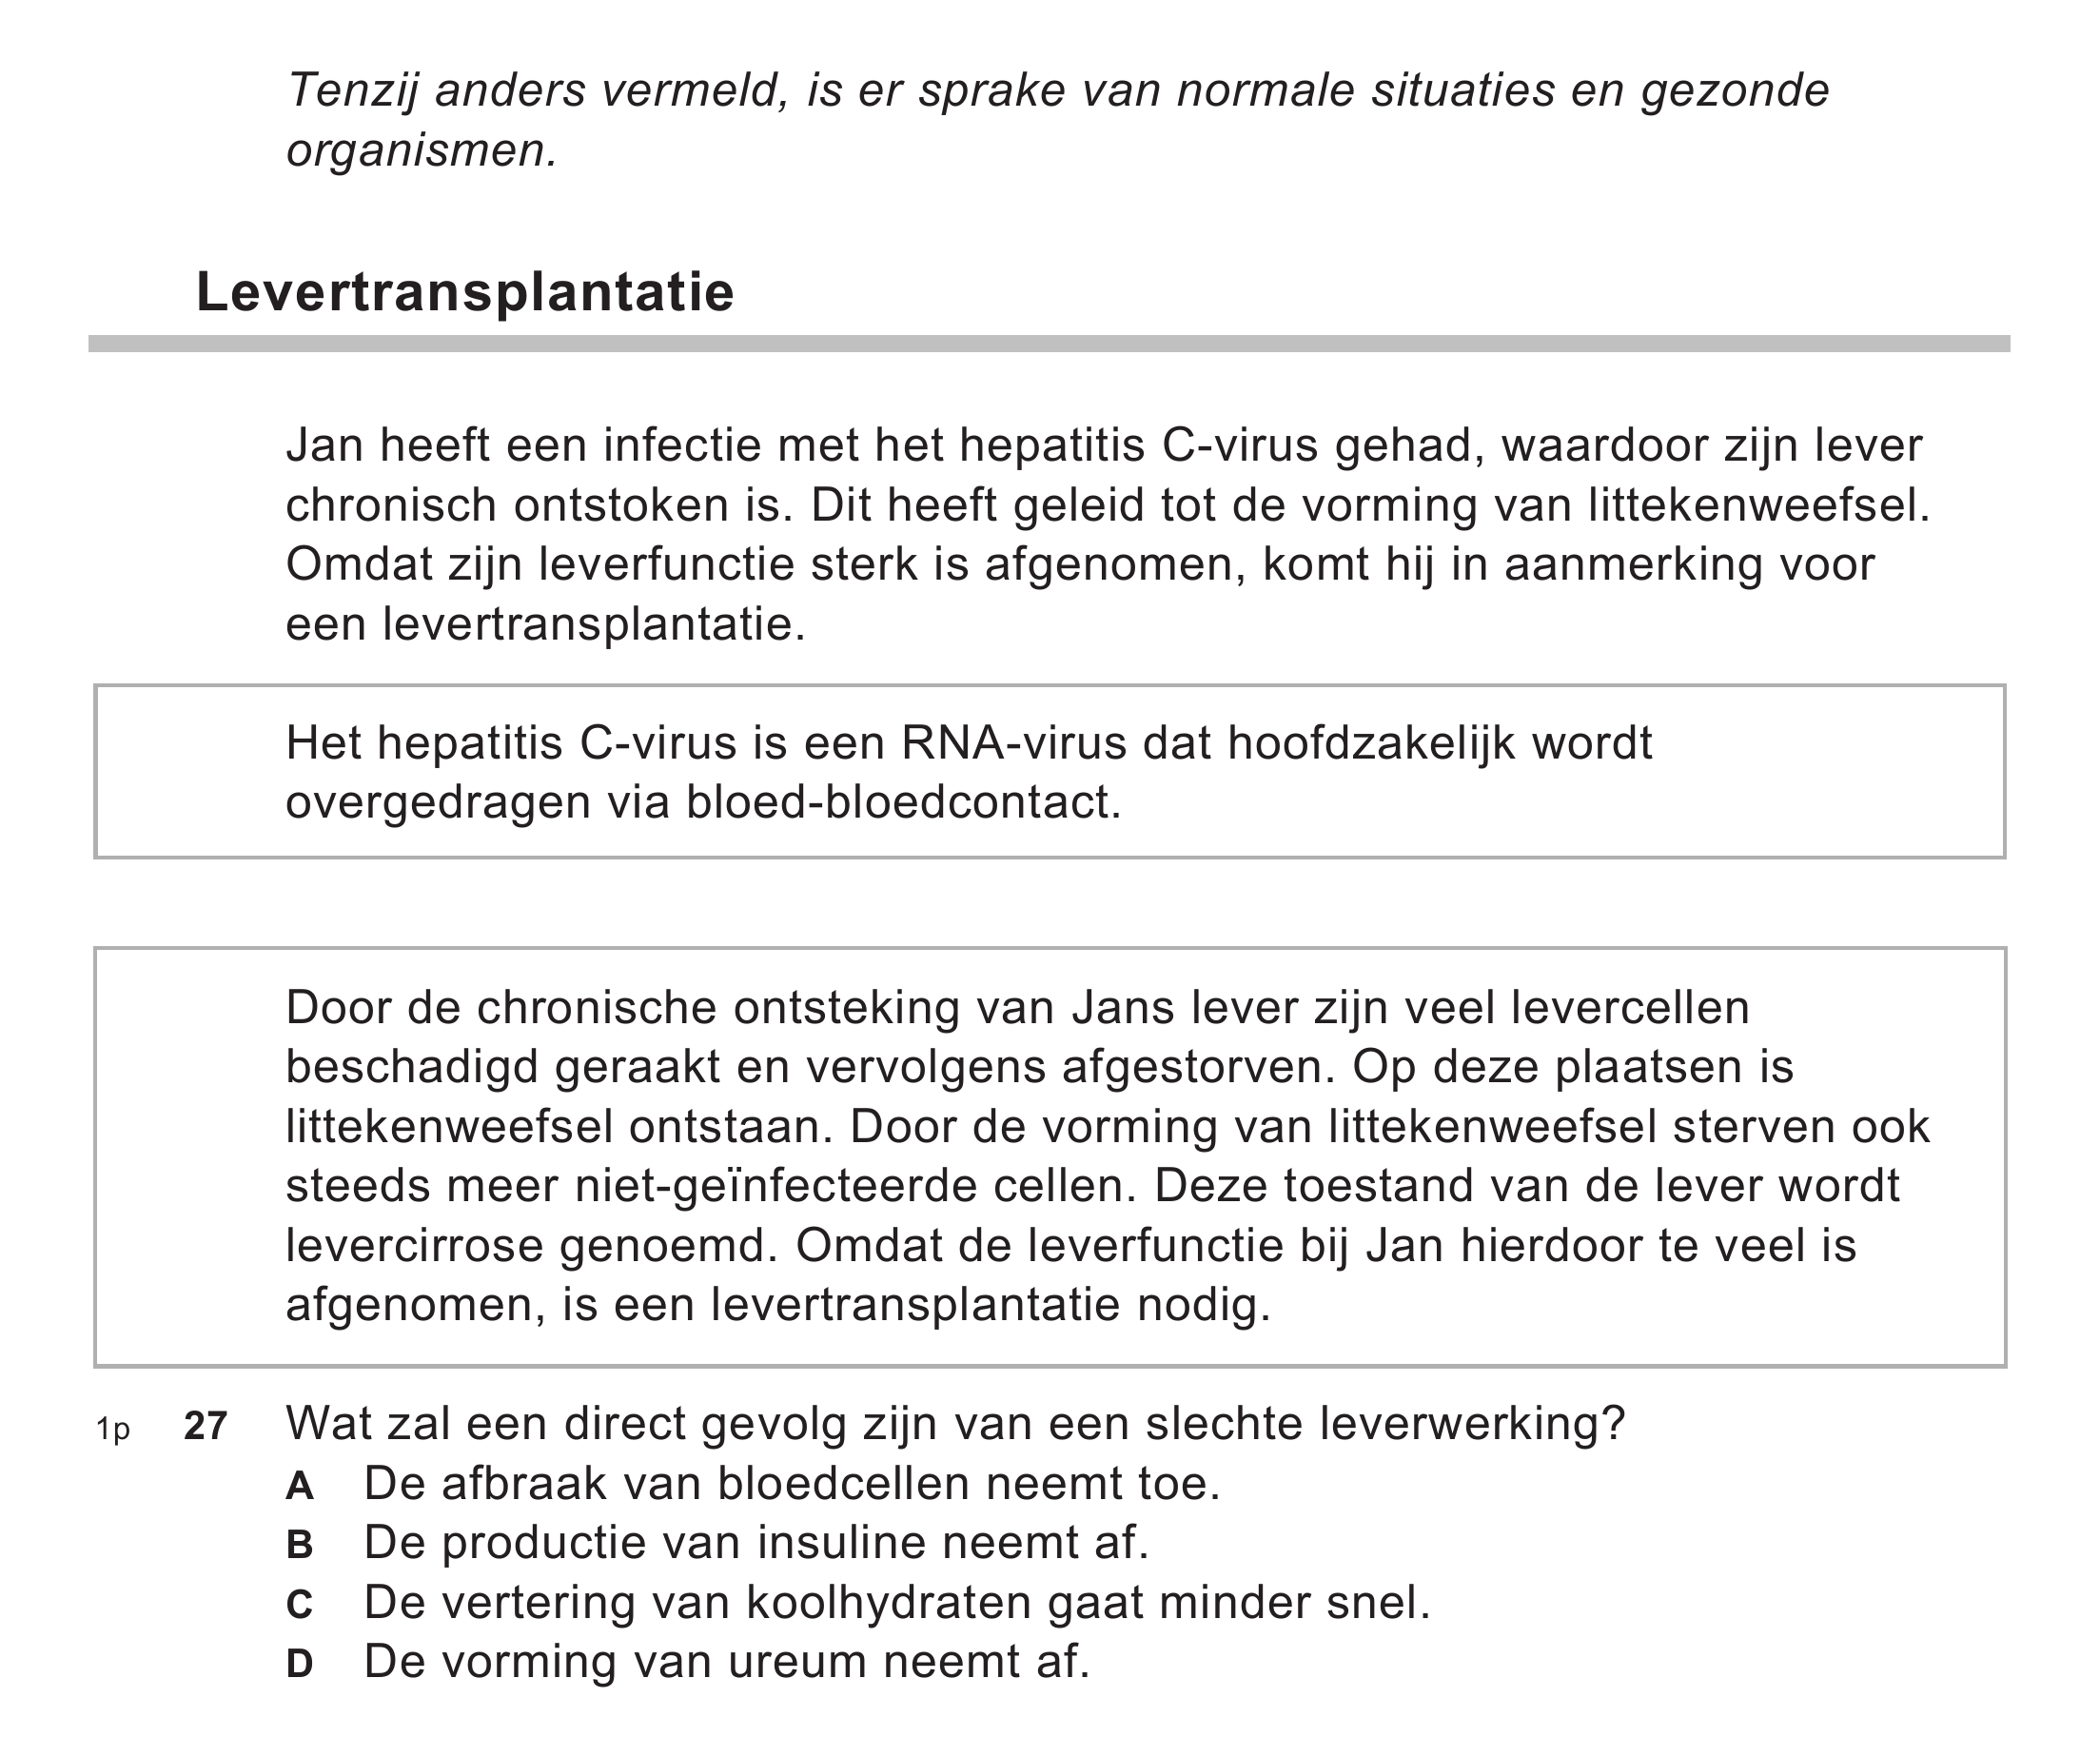 Tenzij anders vermeld, is er sprake van normale situaties en gezonde
organismen.
Levertransplantatie
Jan heeft een infectie met het hepatitis C-virus gehad, waardoor zijn lever
chronisch ontstoken is. Dit heeft geleid tot de vorming van littekenweefsel.
Omdat zijn leverfunctie sterk is afgenomen, komt hij in aanmerking voor
een levertransplantatie.
Het hepatitis C-virus is een RNA-virus dat hoofdzakelijk wordt
overgedragen via bloed-bloedcontact.
Door de chronische ontsteking van Jans lever zijn veel levercellen
beschadigd geraakt en vervolgens afgestorven. Op deze plaatsen is
littekenweefsel ontstaan. Door de vorming van littekenweefsel sterven ook
steeds meer niet-geïnfecteerde cellen. Deze toestand van de lever wordt
levercirrose genoemd. Omdat de leverfunctie bij Jan hierdoor te veel is
afgenomen, is een levertransplantatie nodig.
1p 27 Wat zal een direct gevolg zijn van een slechte leverwerking?
A De afbraak van bloedcellen neemt toe.
B De productie van insuline neemt af.
C De vertering van koolhydraten gaat minder snel.
D De vorming van ureum neemt af.